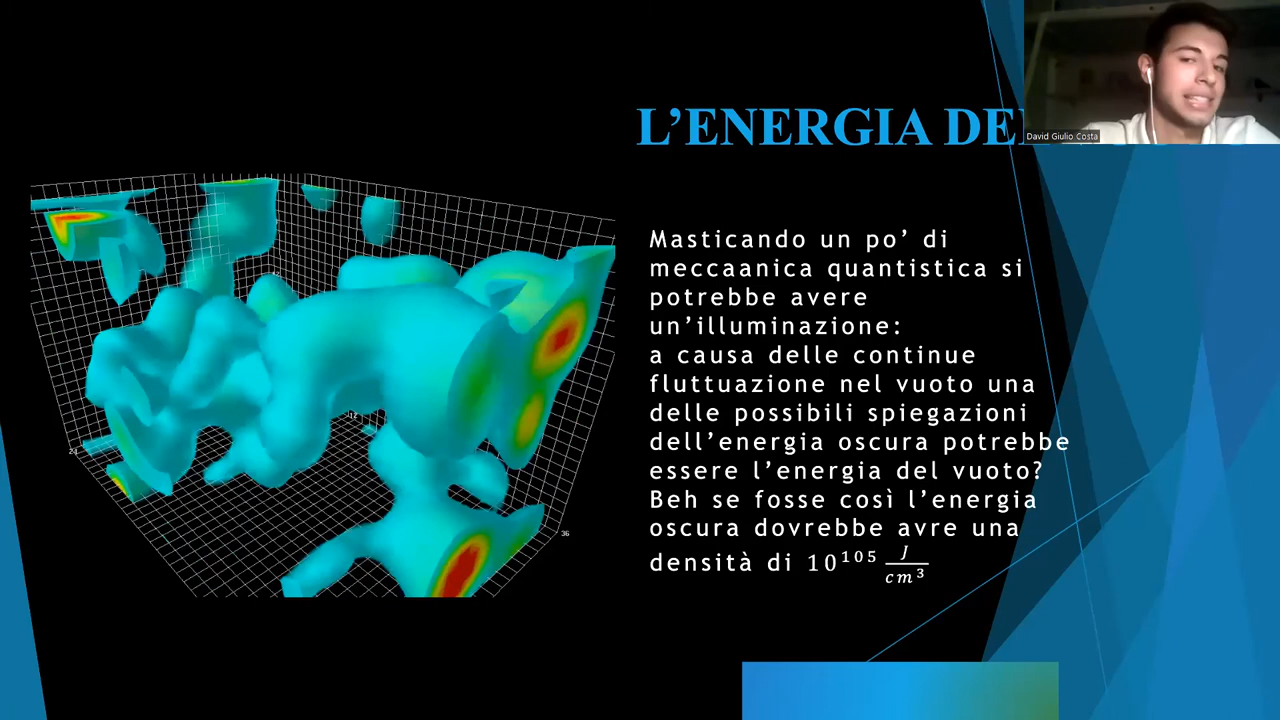 L'ENERGIA DE
David Giulio Costa
Masticando un po' di
meccaanica quantistica si
potrebbe avere
un'illuminazione:
a causa delle continue
fluttuazione nel vuoto una
delle possibili spiegazioni
dell'energia oscura potrebbe
essere l'energia del vuoto?
Beh se fosse così l'energia
oscura dovrebbe avre una
densità di 10¹⁰⁵ J/cm³
12
36